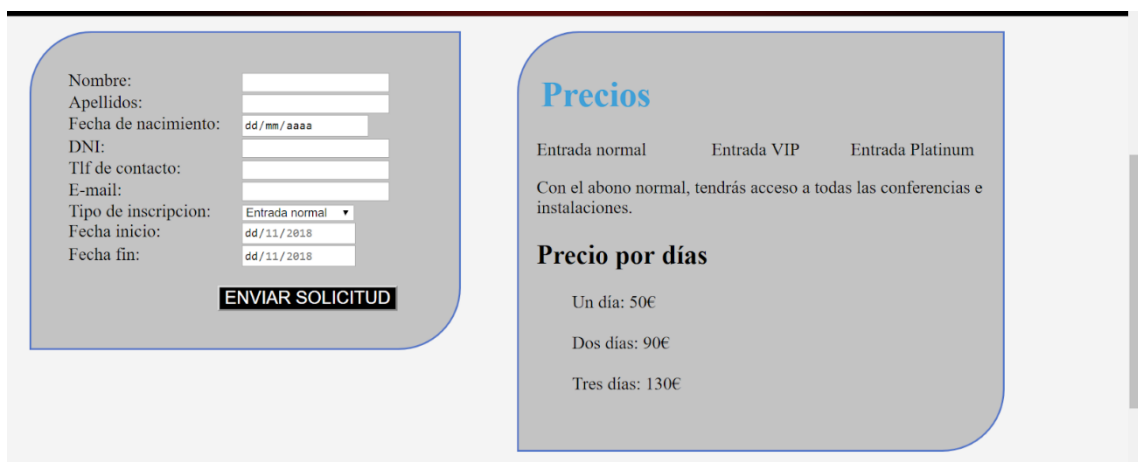 Nombre:
Apellidos:
Fecha de nacimiento: dd/mm/aaaa
DNI:
Tlf de contacto:
E-mail:
Tipo de inscripcion: Entrada normal
Fecha inicio: dd/11/2018
Fecha fin: dd/11/2018
ENVIAR SOLICITUD
Precios
Entrada normal Entrada VIP Entrada Platinum
Con el abono normal, tendrás acceso a todas las conferencias e
instalaciones.
Precio por días
Un día: 50€
Dos días: 90€
Tres días: 130€